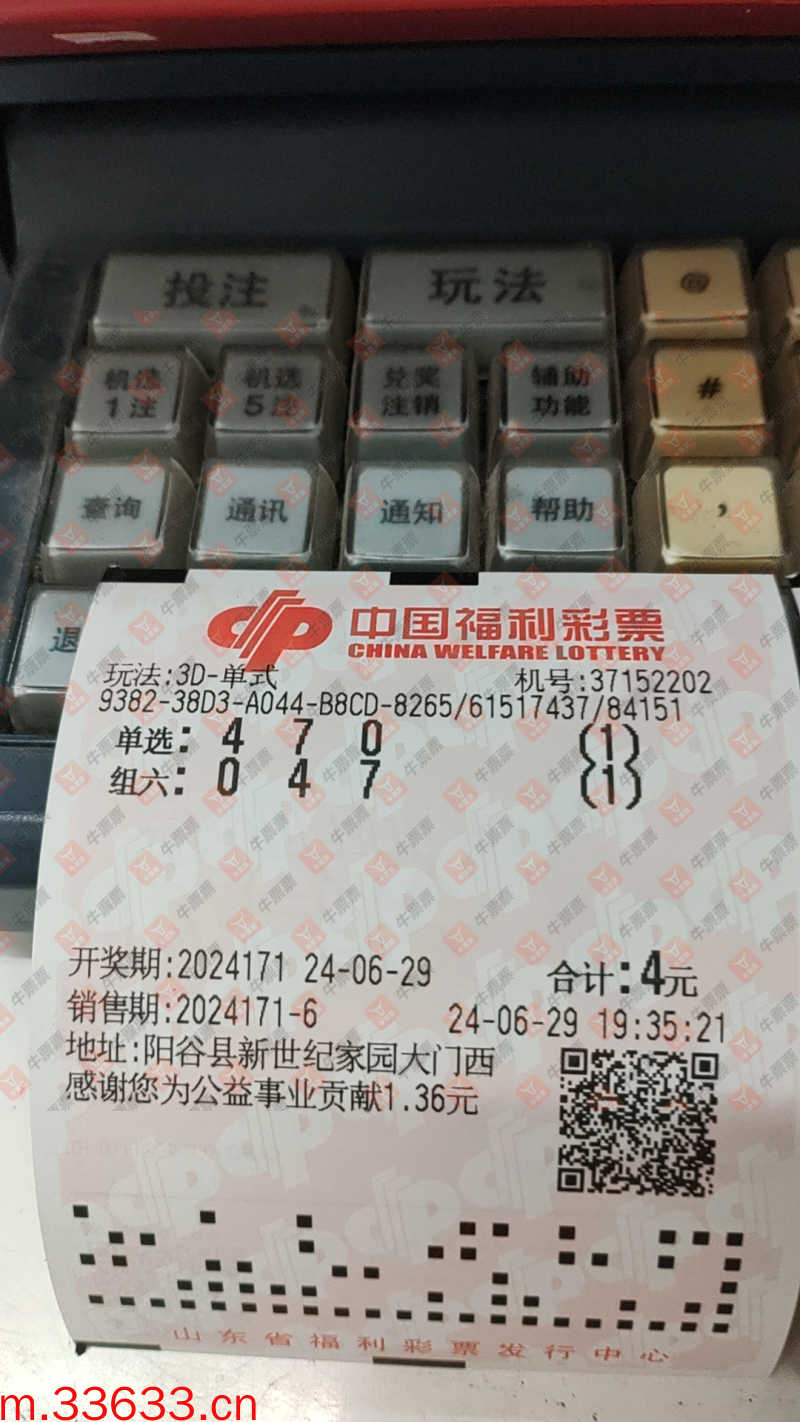 投注 玩法 @
机选 机选 兑奖 辅助 #
1注 5注 注销 功能
查询 通讯 通知 帮助 ,
退
中国福利彩票
CHINA WELFARE LOTTERY
玩法:3D-单式 机号:37152202
9382-38D3-A044-B8CD-8265/61517437/84151
单选: 4 7 0 (1)
组六: 0 4 7 (1)
开奖期:2024171 24-06-29 合计:4元
销售期:2024171-6 24-06-29 19:35:21
地址:阳谷县新世纪家园大门西
感谢您为公益事业贡献1.36元
山东省福利彩票发行中心
牛票票
m.33633.cn